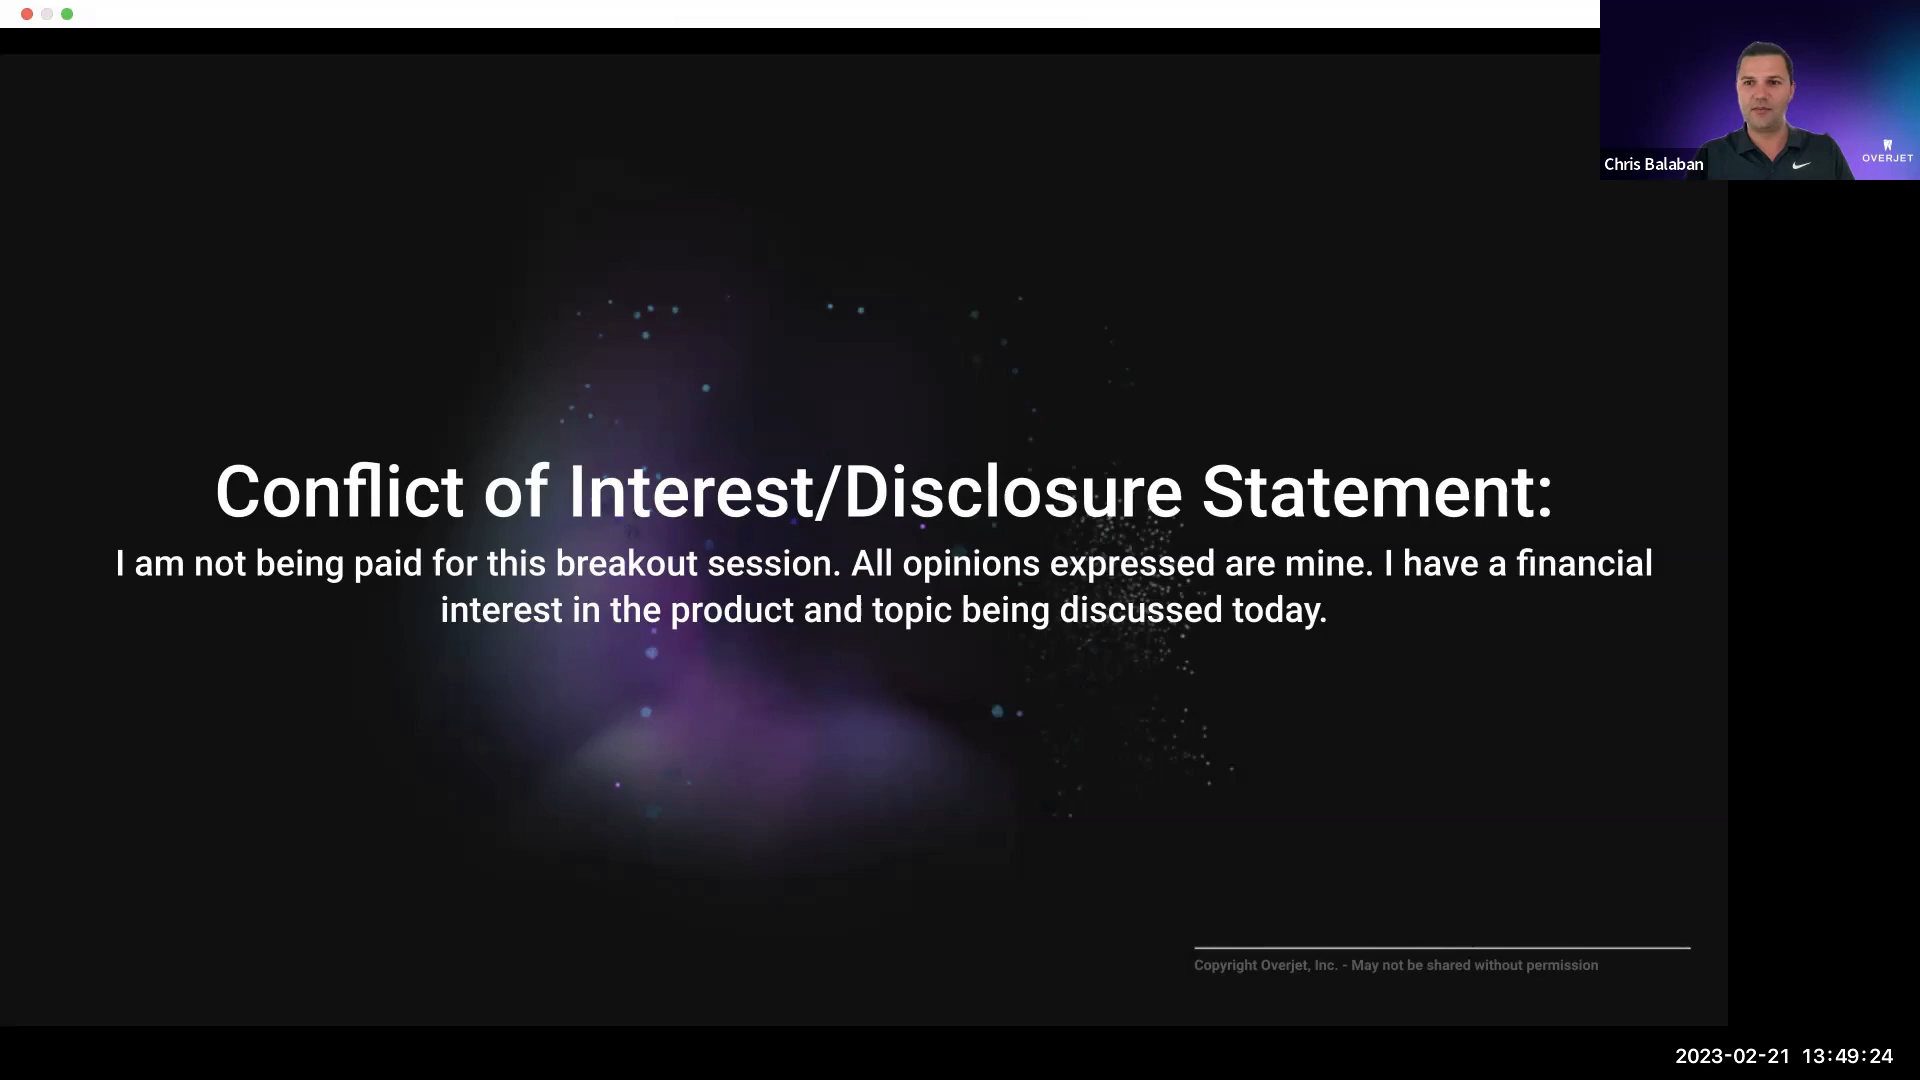 Chris Balaban
OVERJET
Conflict of Interest/Disclosure Statement:
I am not being paid for this breakout session. All opinions expressed are mine. I have a financial
interest in the product and topic being discussed today.
Copyright Overjet, Inc. - May not be shared without permission
2023-02-21 13:49:24